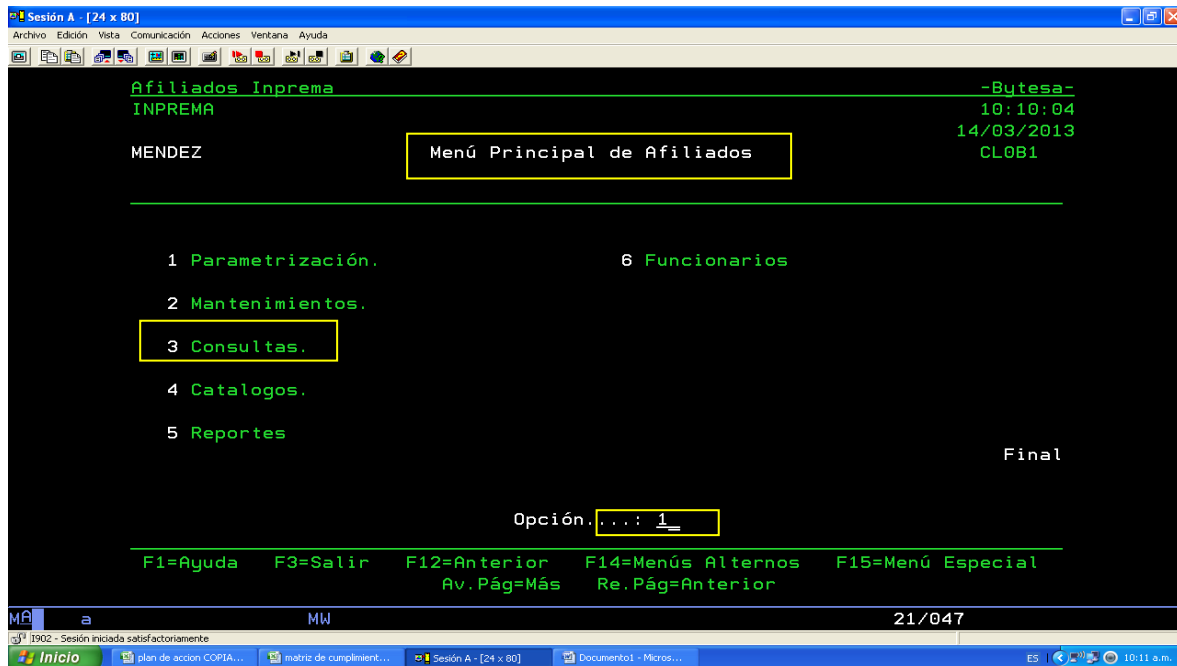 Sesión A - [24 x 80]
Archivo Edición Vista Comunicación Acciones Ventana Ayuda
Afiliados Inprema -Bytesa-
INPREMA 10:10:04
14/03/2013
MENDEZ Menú Principal de Afiliados CL0B1
1 Parametrización. 6 Funcionarios
2 Mantenimientos.
3 Consultas.
4 Catalogos.
5 Reportes
Final
Opción....: 1_
F1=Ayuda F3=Salir F12=Anterior F14=Menús Alternos F15=Menú Especial
Av.Pág=Más Re.Pág=Anterior
MA a MW 21/047
I902 - Sesión iniciada satisfactoriamente
Inicio plan de accion COPIA... matriz de cumplimient... Sesión A - [24 x 80] Documento1 - Micros... ES 10:11 a.m.